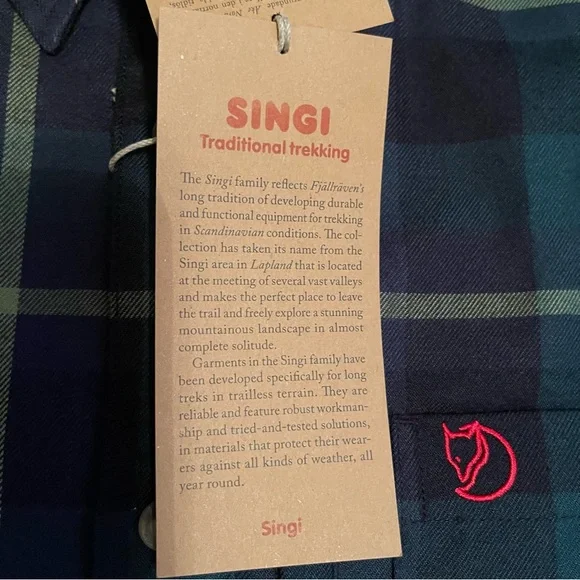 SINGI
Traditional trekking
The Singi family reflects Fjällräven's
long tradition of developing durable
and functional equipment for trekking
in Scandinavian conditions. The col-
lection has taken its name from the
Singi area in Lapland that is located
at the meeting of several vast valleys
and makes the perfect place to leave
the trail and freely explore a stunning
mountainous landscape in almost
complete solitude.
Garments in the Singi family have
been developed specifically for long
treks in trailless terrain. They are
reliable and feature robust workman-
ship and tried-and-tested solutions,
in materials that protect their wear-
ers against all kinds of weather, all
year round.
Singi